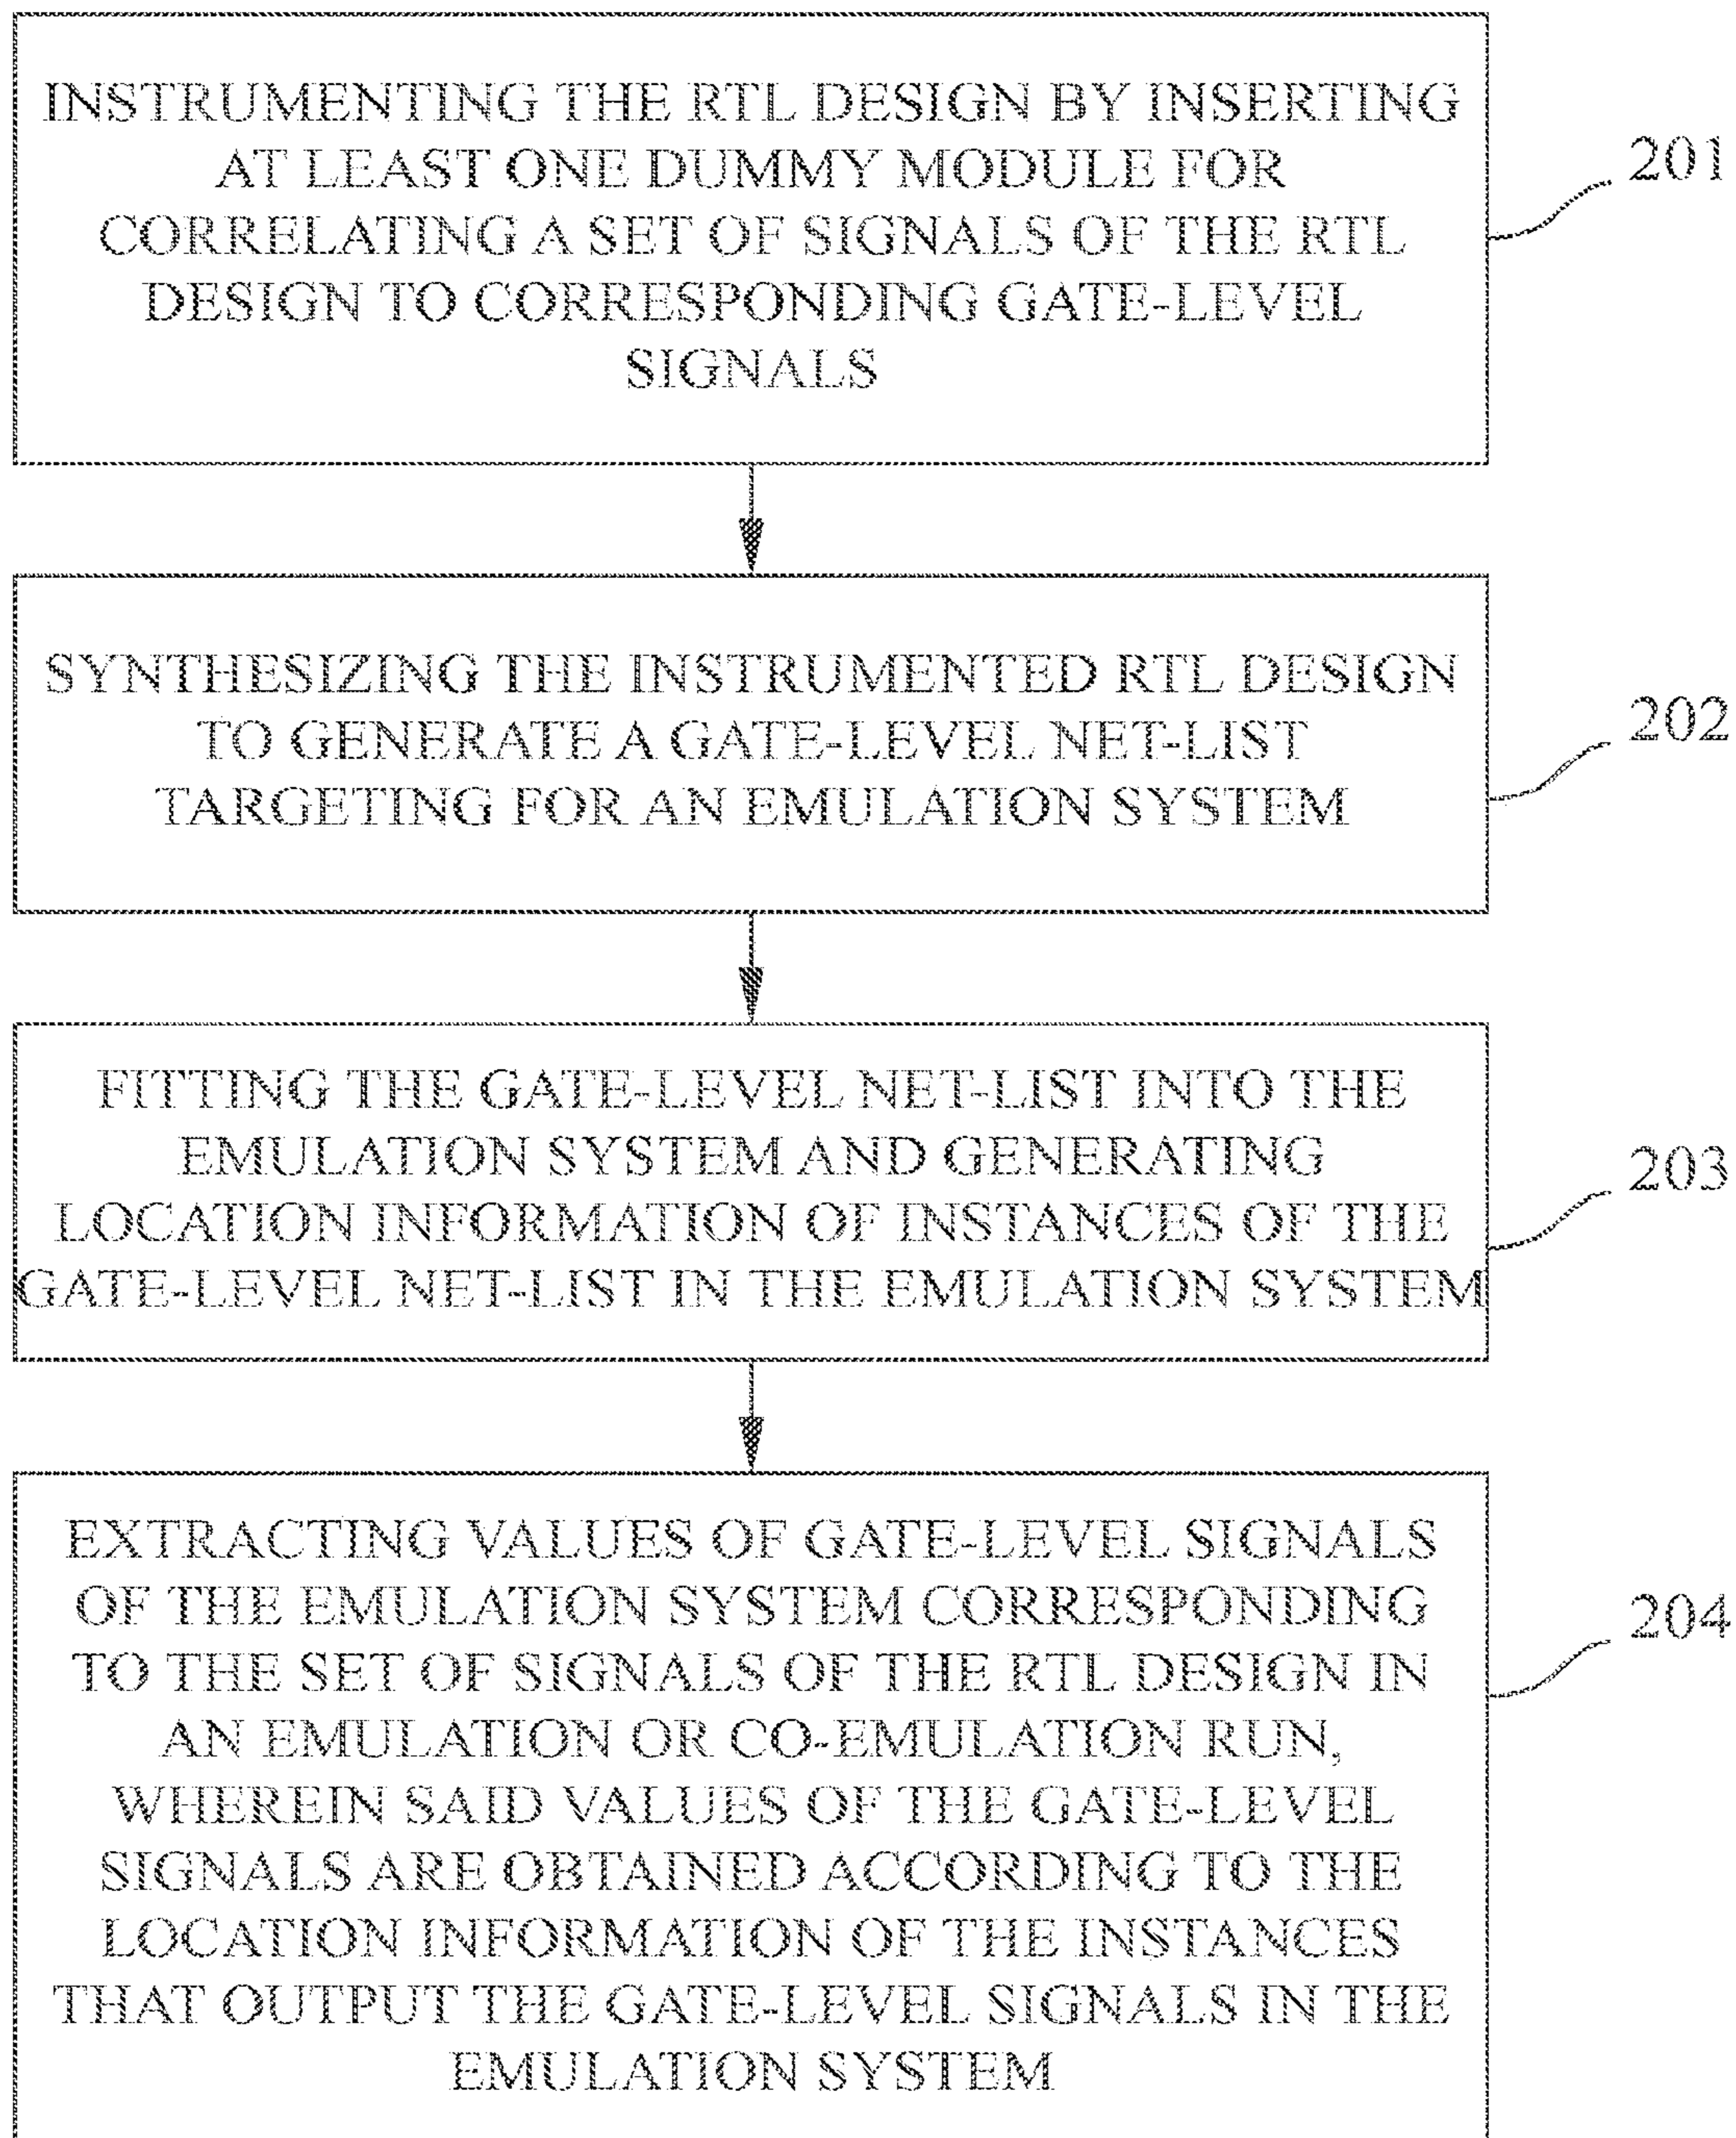 INSTRUMENTING THE RTL DESIGN BY INSERTING
AT LEAST ONE DUMMY MODULE FOR
CORRELATING A SET OF SIGNALS OF THE RTL
DESIGN TO CORRESPONDING GATE-LEVEL
SIGNALS
201
SYNTHESIZING THE INSTRUMENTED RTL DESIGN
TO GENERATE A GATE-LEVEL NET-LIST
TARGETING FOR AN EMULATION SYSTEM
202
FITTING THE GATE-LEVEL NET-LIST INTO THE
EMULATION SYSTEM AND GENERATING
LOCATION INFORMATION OF INSTANCES OF THE
GATE-LEVEL NET-LIST IN THE EMULATION SYSTEM
203
EXTRACTING VALUES OF GATE-LEVEL SIGNALS
OF THE EMULATION SYSTEM CORRESPONDING
TO THE SET OF SIGNALS OF THE RTL DESIGN IN
AN EMULATION OR CO-EMULATION RUN,
WHEREIN SAID VALUES OF THE GATE-LEVEL
SIGNALS ARE OBTAINED ACCORDING TO THE
LOCATION INFORMATION OF THE INSTANCES
THAT OUTPUT THE GATE-LEVEL SIGNALS IN THE
EMULATION SYSTEM
204